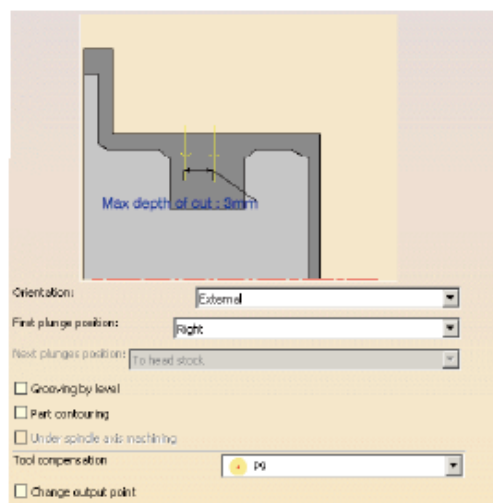 Max depth of cut : 3mm
Orientation: External
First plunge position: Right
Next plunges position: To head stock
Grooving by level
Part contouring
Under spindle axis machining
Tool compensation P9
Change output point